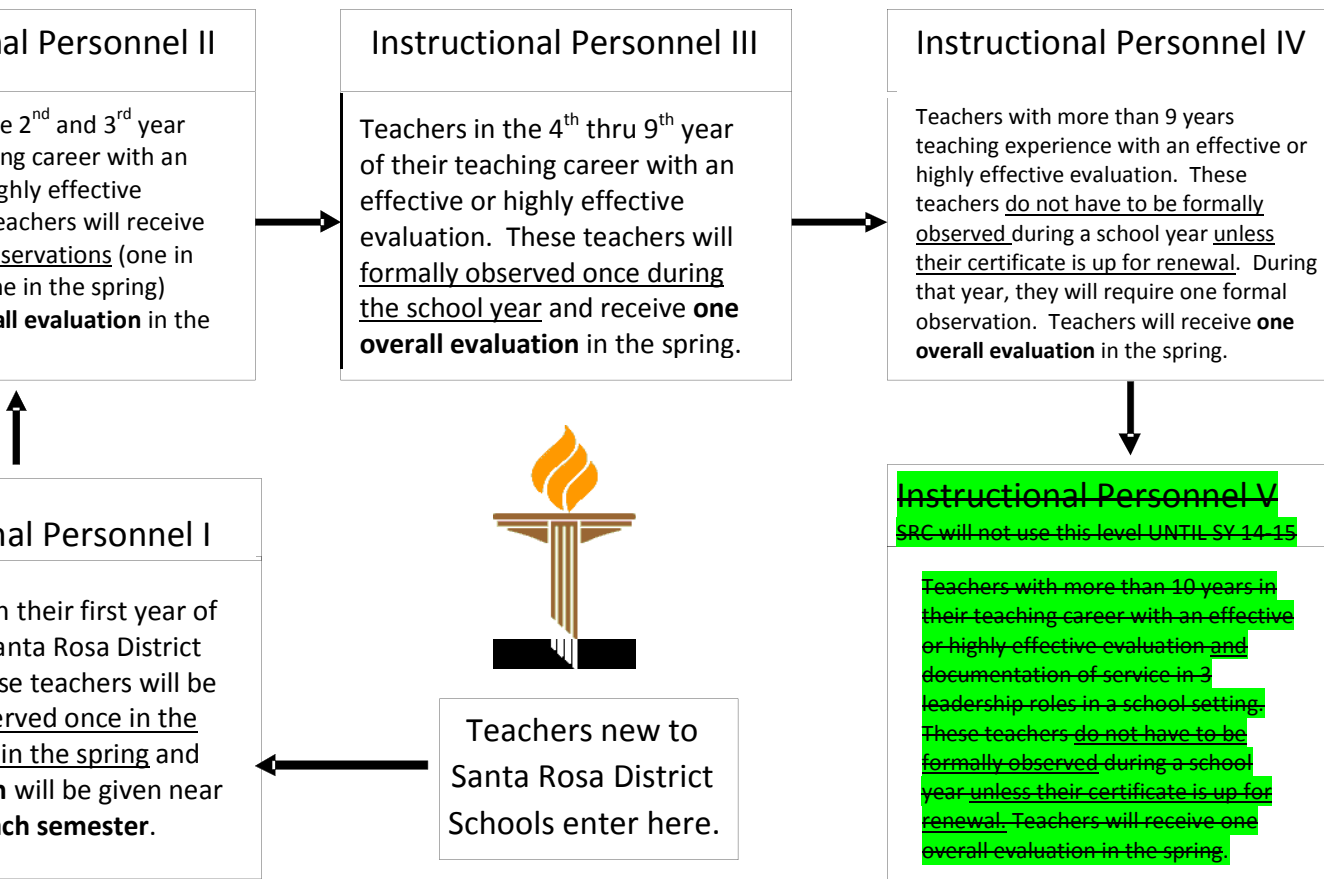 nal Personnel II
e 2nd and 3rd year
ing career with an
ghly effective
eachers will receive
servations (one in
ne in the spring)
all evaluation in the
Instructional Personnel III
Teachers in the 4th thru 9th year
of their teaching career with an
effective or highly effective
evaluation. These teachers will
formally observed once during
the school year and receive one
overall evaluation in the spring.
Instructional Personnel IV
Teachers with more than 9 years
teaching experience with an effective or
highly effective evaluation. These
teachers do not have to be formally
observed during a school year unless
their certificate is up for renewal. During
that year, they will require one formal
observation. Teachers will receive one
overall evaluation in the spring.
nal Personnel I
n their first year of
anta Rosa District
se teachers will be
erved once in the
in the spring and
n will be given near
ach semester.
Teachers new to
Santa Rosa District
Schools enter here.
Instructional Personnel V
SRC will not use this level UNTIL SY 14-15
Teachers with more than 10 years in
their teaching career with an effective
or highly effective evaluation and
documentation of service in 3
leadership roles in a school setting.
These teachers do not have to be
formally observed during a school
year unless their certificate is up for
renewal. Teachers will receive one
overall evaluation in the spring.